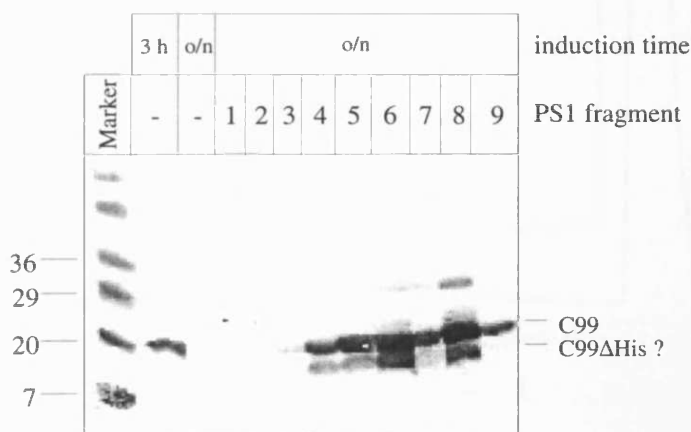 3 h o/n o/n induction time
Marker - - 1 2 3 4 5 6 7 8 9 PS1 fragment
36
29
20
7
C99
C99ΔHis ?